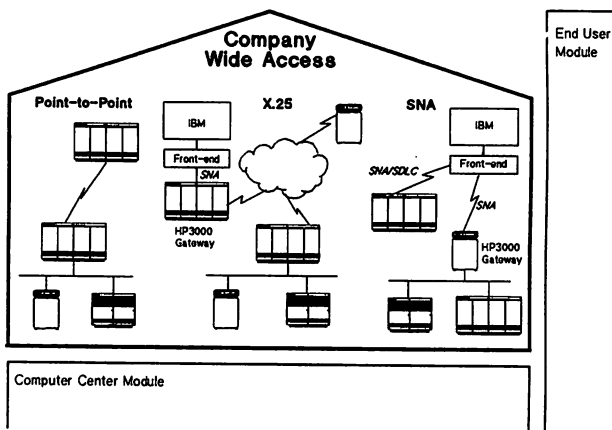 Company
Wide Access
End User
Module
Point-to-Point
X.25
SNA
IBM
Front-end
SNA
HP3000
Gateway
IBM
Front-end
SNA/SDLC
SNA
HP3000
Gateway
Computer Center Module